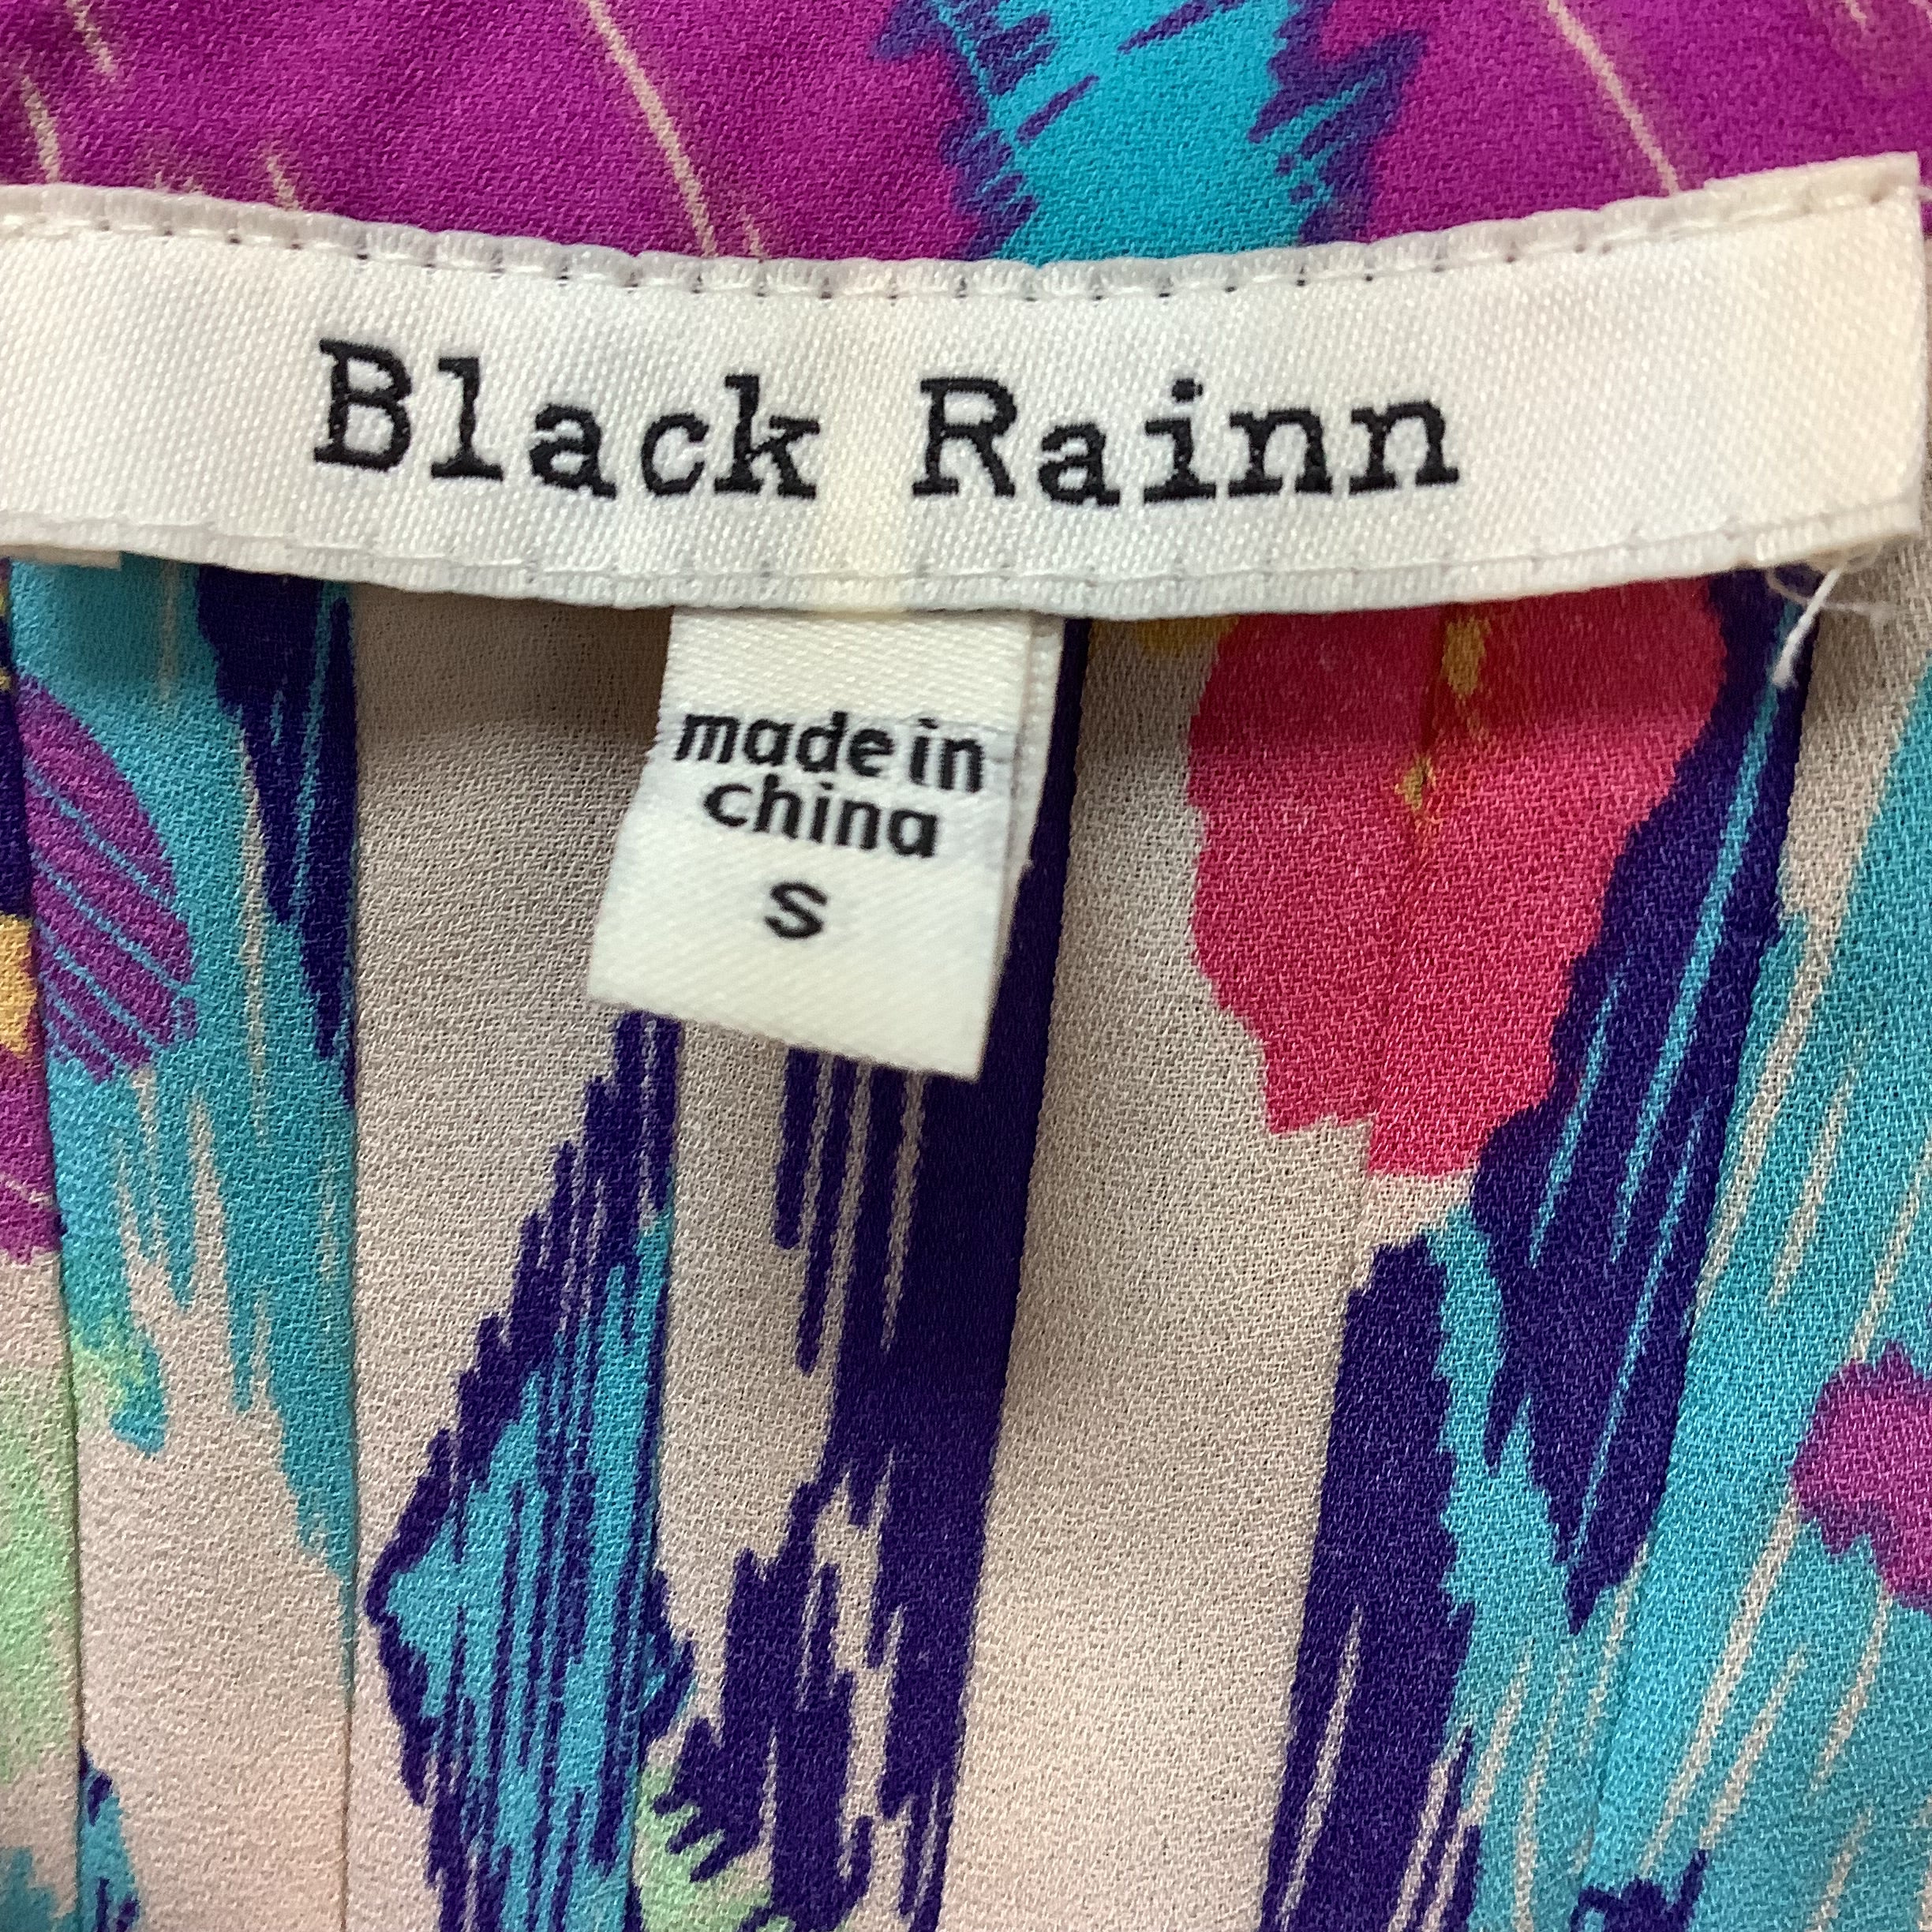 Black Rainn
made in
china
S